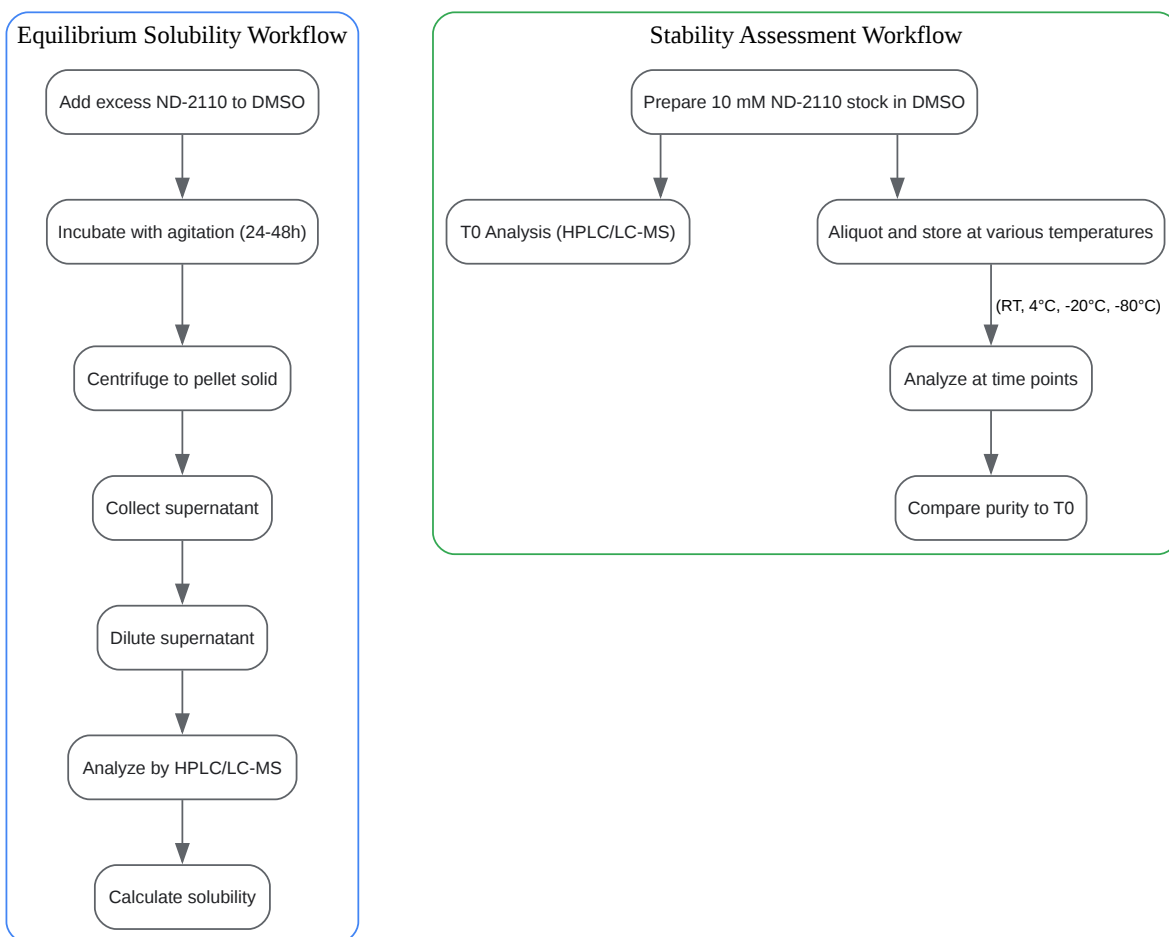 Equilibrium Solubility Workflow
Add excess ND-2110 to DMSO
Incubate with agitation (24-48h)
Centrifuge to pellet solid
Collect supernatant
Dilute supernatant
Analyze by HPLC/LC-MS
Calculate solubility
Stability Assessment Workflow
Prepare 10 mM ND-2110 stock in DMSO
T0 Analysis (HPLC/LC-MS)
Aliquot and store at various temperatures
(RT, 4°C, -20°C, -80°C)
Analyze at time points
Compare purity to T0